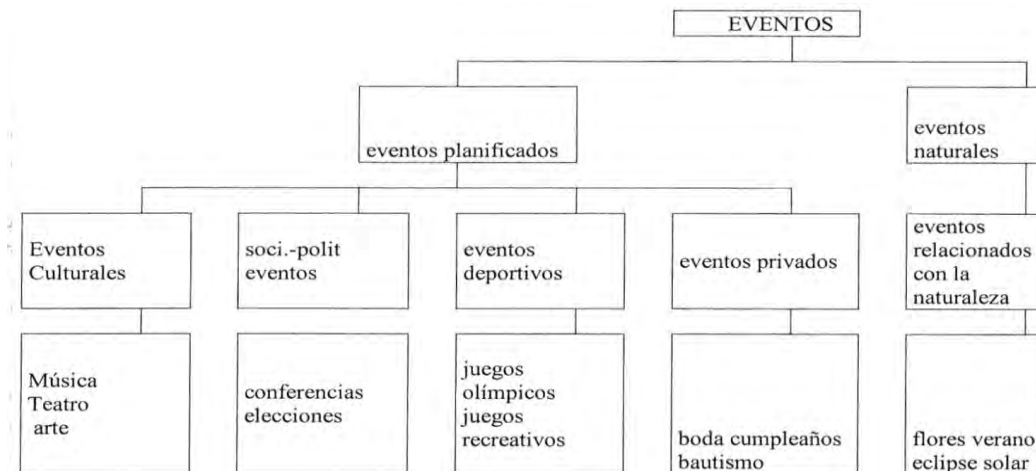 EVENTOS
eventos planificados
eventos
naturales
Eventos
Culturales
soci.-polit
eventos
eventos
deportivos
eventos privados
eventos
relacionados
con la
naturaleza
Música
Teatro
arte
conferencias
elecciones
juegos
olímpicos
juegos
recreativos
boda cumpleaños
bautismo
flores verano
eclipse solar